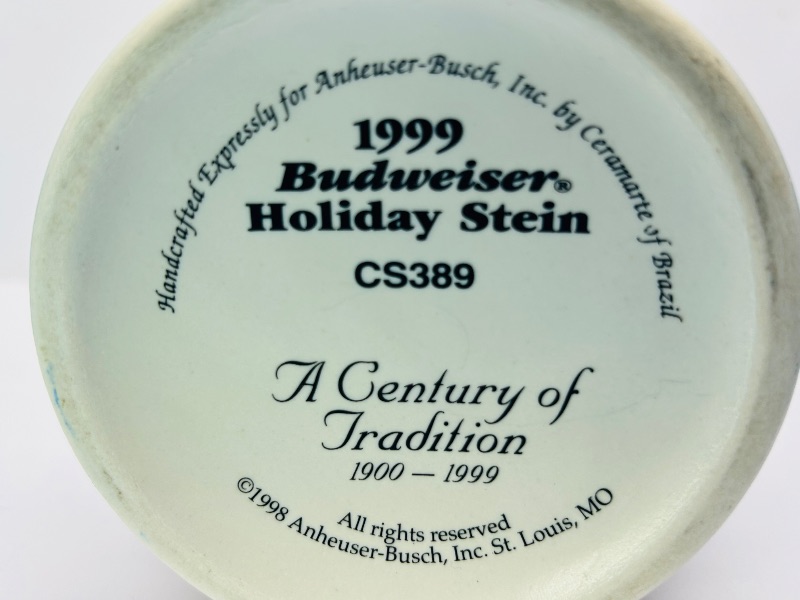 Handcrafted Expressly for Anheuser-Busch, Inc. by Ceramarte of Brazil
1999
Budweiser®
Holiday Stein
CS389
A Century of
Tradition
1900 — 1999
All rights reserved
©1998 Anheuser-Busch, Inc. St. Louis, MO